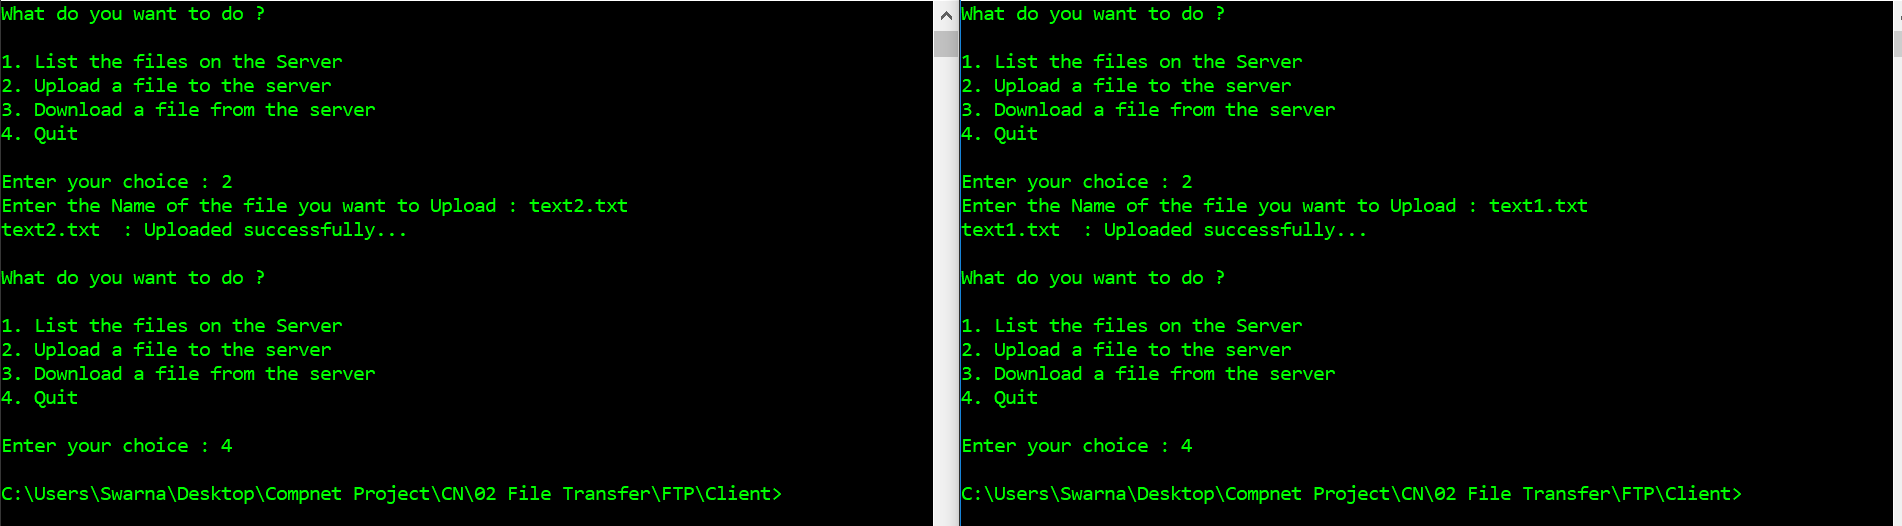 What do you want to do ?
1. List the files on the Server
2. Upload a file to the server
3. Download a file from the server
4. Quit
Enter your choice : 2
Enter the Name of the file you want to Upload : text2.txt
text2.txt  : Uploaded successfully...
What do you want to do ?
1. List the files on the Server
2. Upload a file to the server
3. Download a file from the server
4. Quit
Enter your choice : 4
C:\Users\Swarna\Desktop\Compnet Project\CN\02 File Transfer\FTP\Client>
What do you want to do ?
1. List the files on the Server
2. Upload a file to the server
3. Download a file from the server
4. Quit
Enter your choice : 2
Enter the Name of the file you want to Upload : text1.txt
text1.txt  : Uploaded successfully...
What do you want to do ?
1. List the files on the Server
2. Upload a file to the server
3. Download a file from the server
4. Quit
Enter your choice : 4
C:\Users\Swarna\Desktop\Compnet Project\CN\02 File Transfer\FTP\Client>